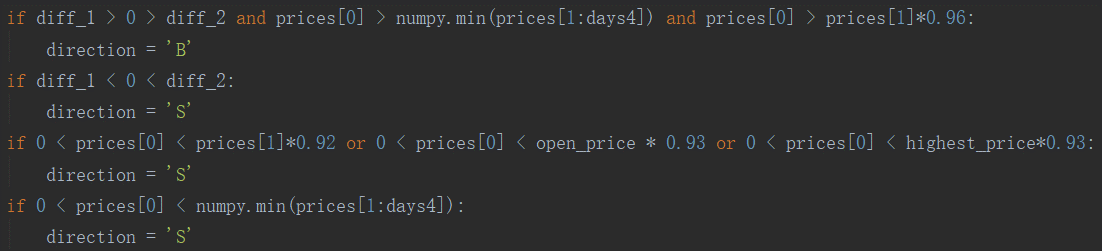 if diff_1 > 0 > diff_2 and prices[0] > numpy.min(prices[1:days4]) and prices[0] > prices[1]*0.96:
    direction = 'B'
if diff_1 < 0 < diff_2:
    direction = 'S'
if 0 < prices[0] < prices[1]*0.92 or 0 < prices[0] < open_price * 0.93 or 0 < prices[0] < highest_price*0.93:
    direction = 'S'
if 0 < prices[0] < numpy.min(prices[1:days4]):
    direction = 'S'